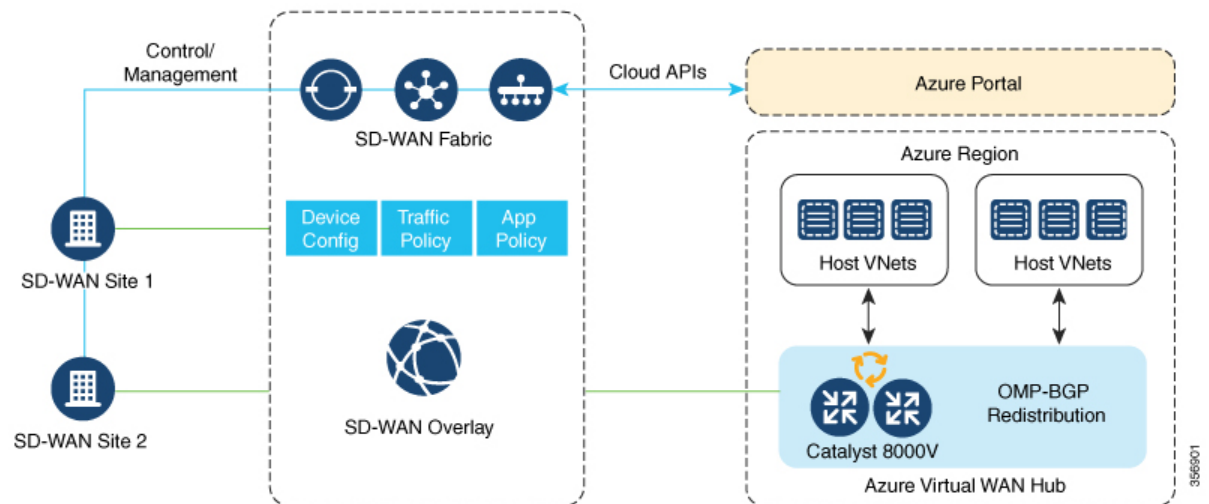 Control/
Management
SD-WAN Fabric
Cloud APIs
Azure Portal
Azure Region
Device
Config
Traffic
Policy
App
Policy
Host VNets
Host VNets
SD-WAN Site 1
SD-WAN Overlay
SD-WAN Site 2
OMP-BGP
Redistribution
Catalyst 8000V
Azure Virtual WAN Hub
356901